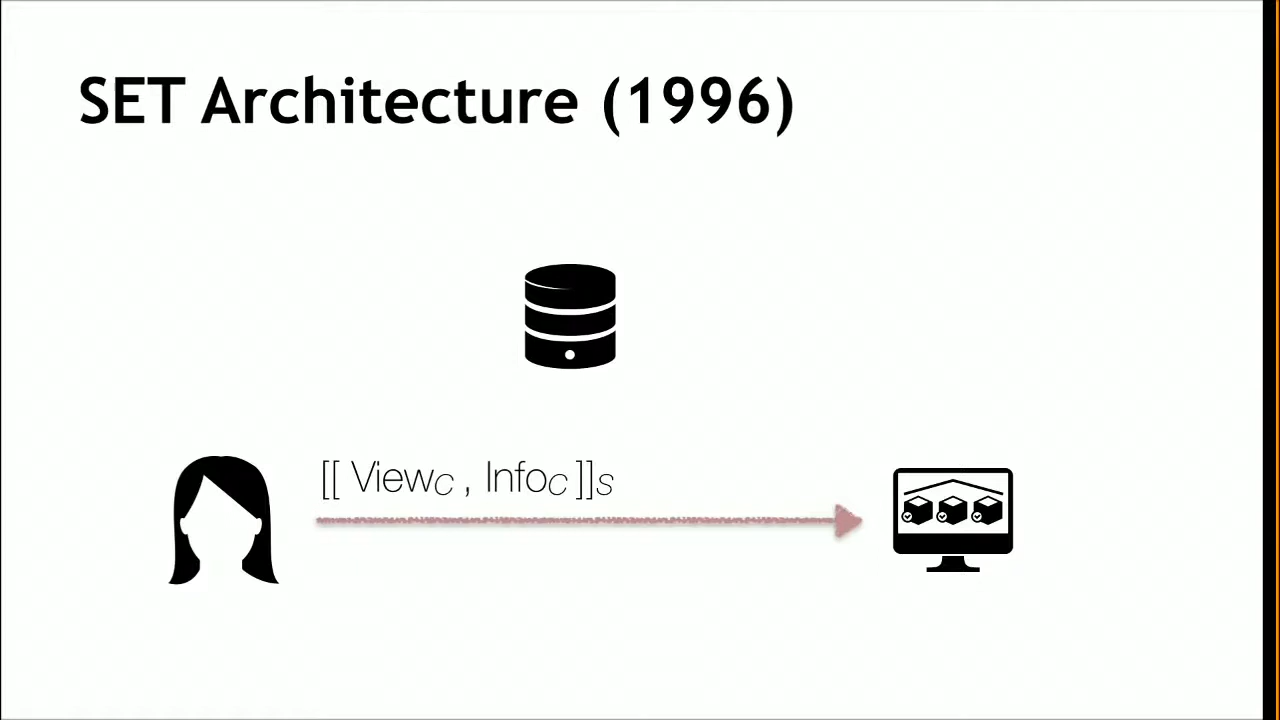 SET Architecture (1996)
[[ ViewC , InfoC ]]S